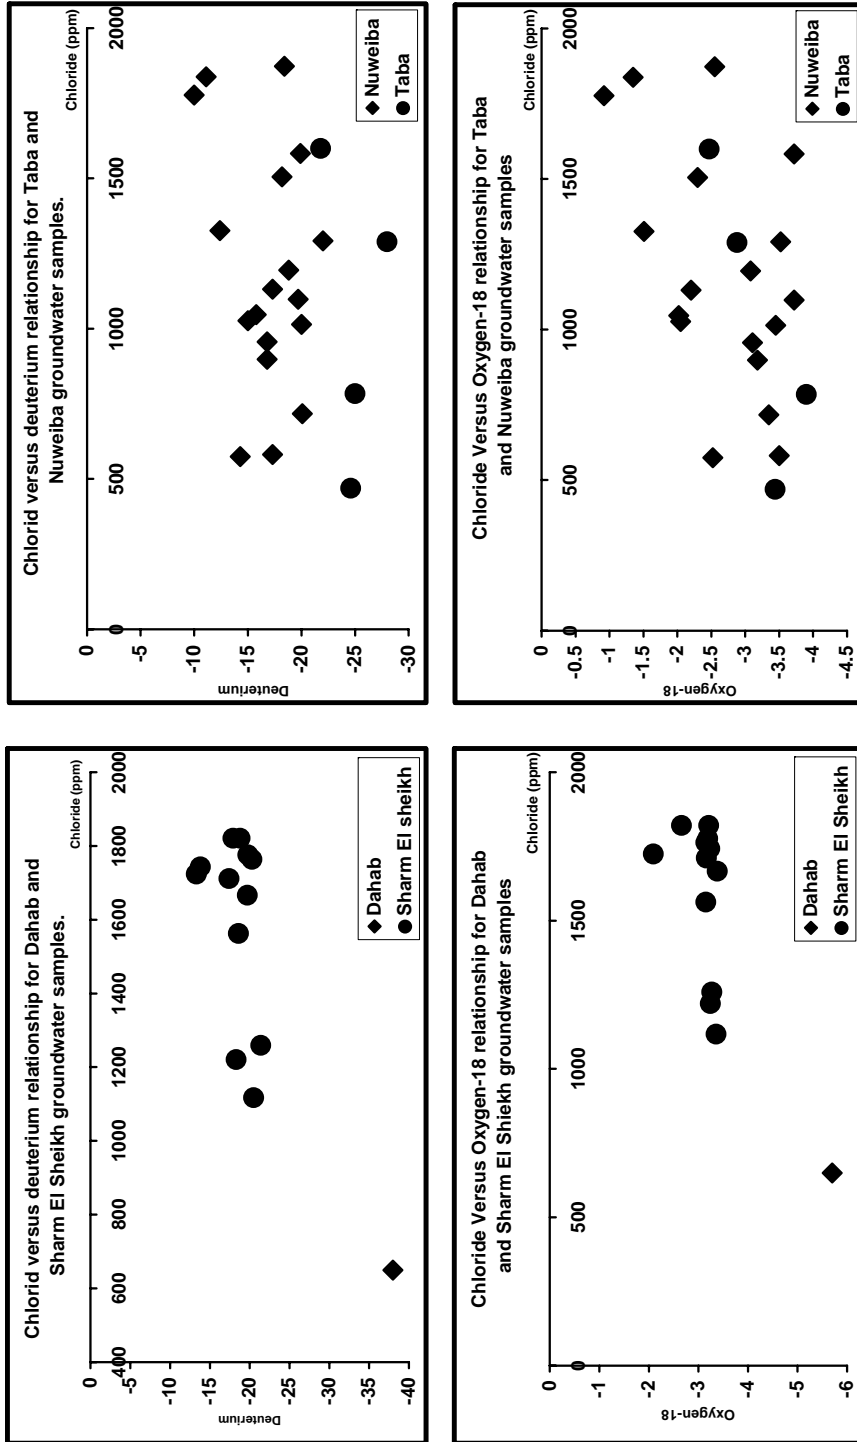 Chlorid versus deuterium relationship for Dahab and
Sharm El Sheikh groundwater samples.
0
-5
-10
-15
-20
-25
-30
-35
-40
400
600
800
1000
1200
1400
1600
1800
2000
Chloride (ppm)
Deuterium
Dahab
Sharm El sheikh
Chlorid versus deuterium relationship for Taba and
Nuweiba groundwater samples.
0
-5
-10
-15
-20
-25
-30
0
500
1000
1500
2000
Chloride (ppm)
Deuterium
Nuweiba
Taba
Chloride Versus Oxygen-18 relationship for Dahab
and Sharm El Shiekh groundwater samples
0
-1
-2
-3
-4
-5
-6
0
500
1000
1500
2000
Chloride (ppm)
Oxygen-18
Dahab
Sharm El Sheikh
Chloride Versus Oxygen-18 relationship for Taba
and Nuweiba groundwater samples
0
-0.5
-1
-1.5
-2
-2.5
-3
-3.5
-4
-4.5
0
500
1000
1500
2000
Chloride (ppm)
Oxygen-18
Nuweiba
Taba